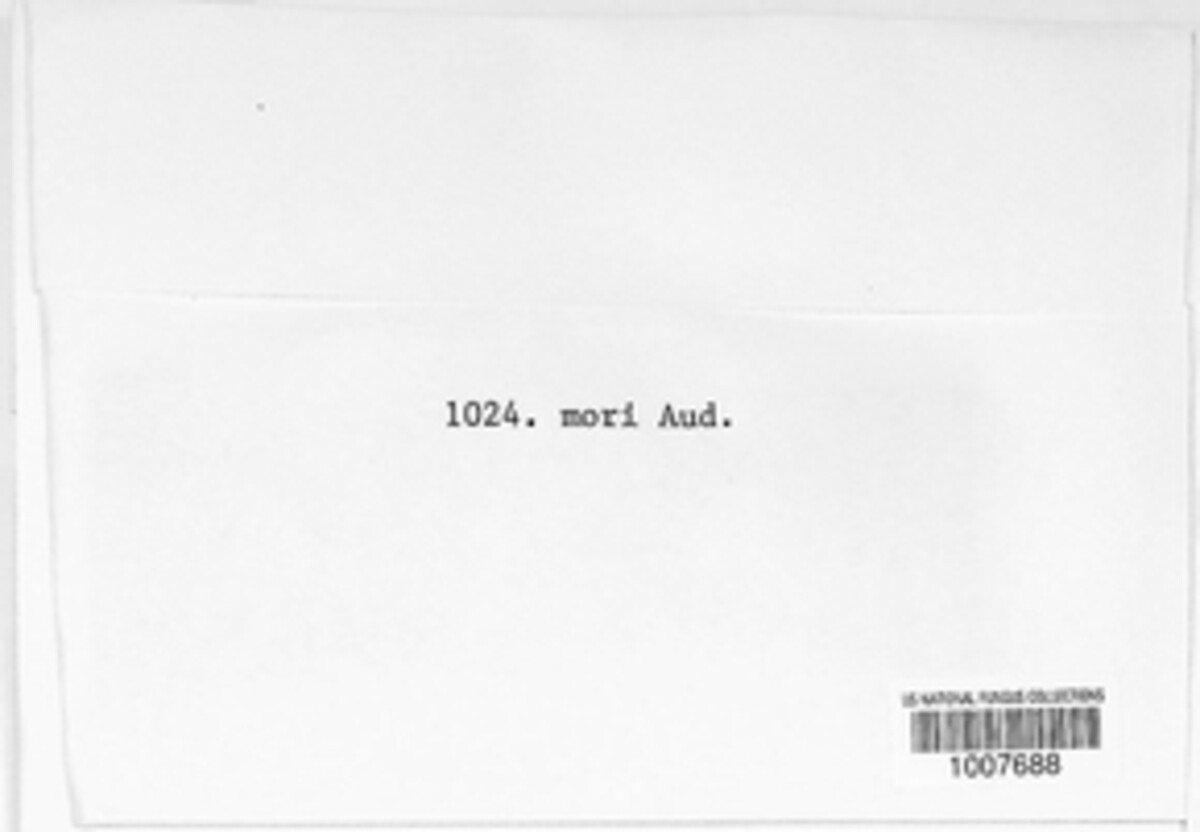 1024. mori Aud.
US NATIONAL FUNGUS COLLECTIONS
1007688